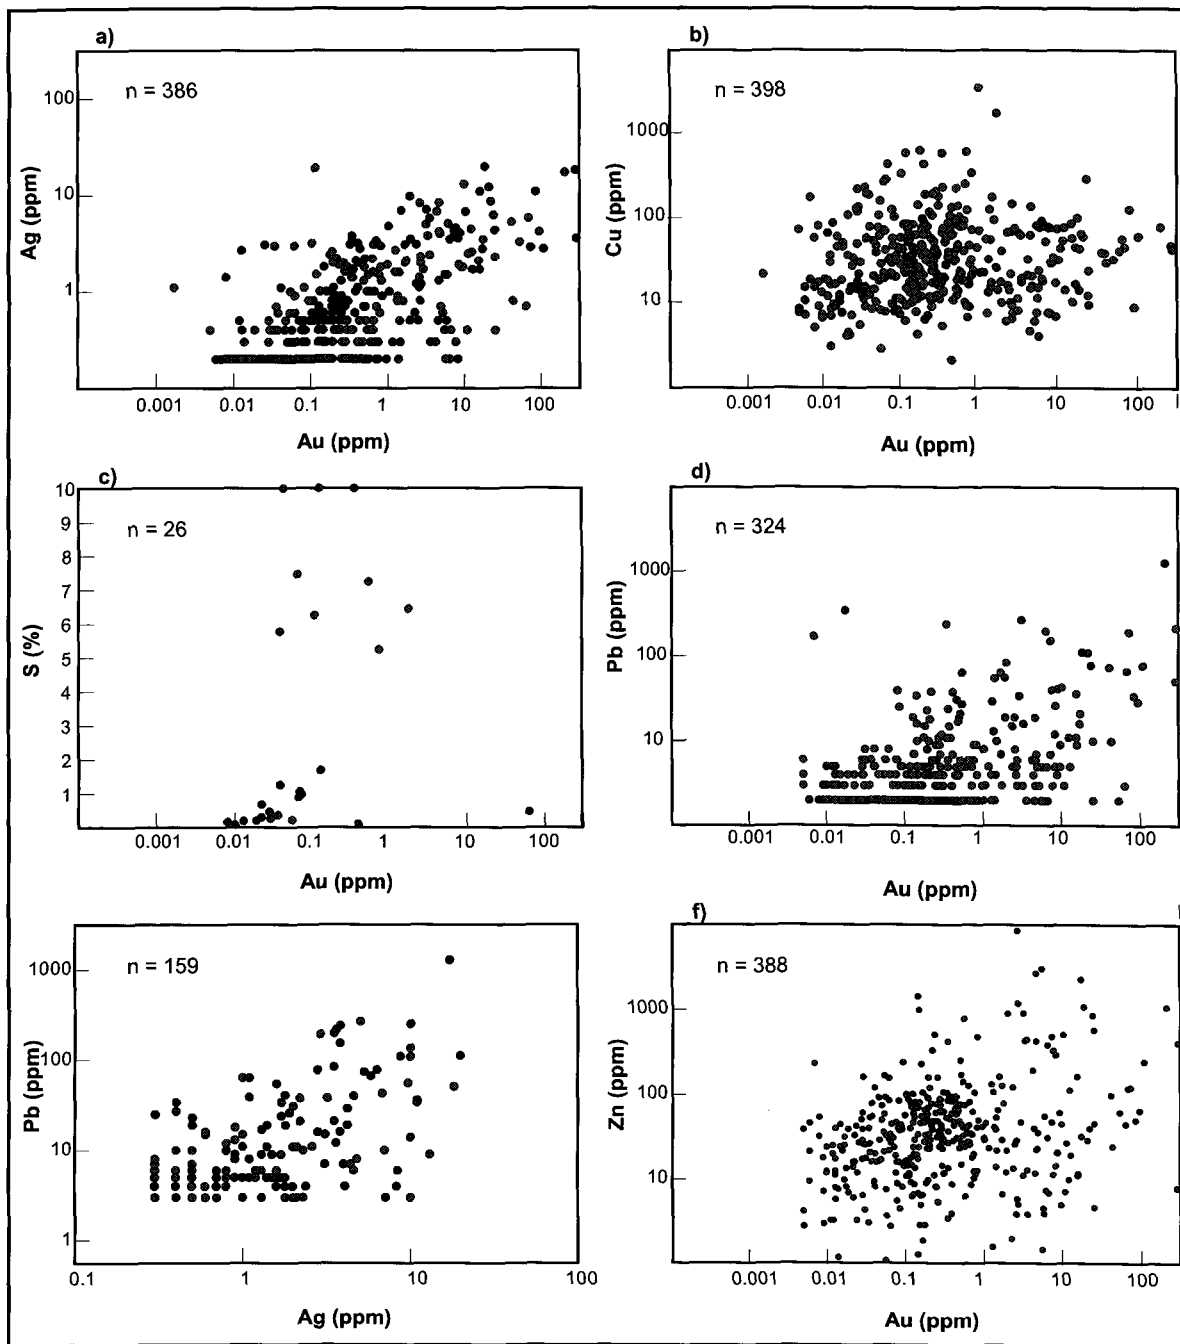 a)
n = 386
100
10
1
Ag (ppm)
0.001 0.01 0.1 1 10 100
Au (ppm)
b)
n = 398
1000
100
10
Cu (ppm)
0.001 0.01 0.1 1 10 100
Au (ppm)
c)
n = 26
10
9
8
7
6
5
4
3
2
1
S (%)
0.001 0.01 0.1 1 10 100
Au (ppm)
d)
n = 324
1000
100
10
Pb (ppm)
0.001 0.01 0.1 1 10 100
Au (ppm)
n = 159
1000
100
10
1
Pb (ppm)
0.1 1 10 100
Ag (ppm)
f)
n = 388
1000
100
10
Zn (ppm)
0.001 0.01 0.1 1 10 100
Au (ppm)